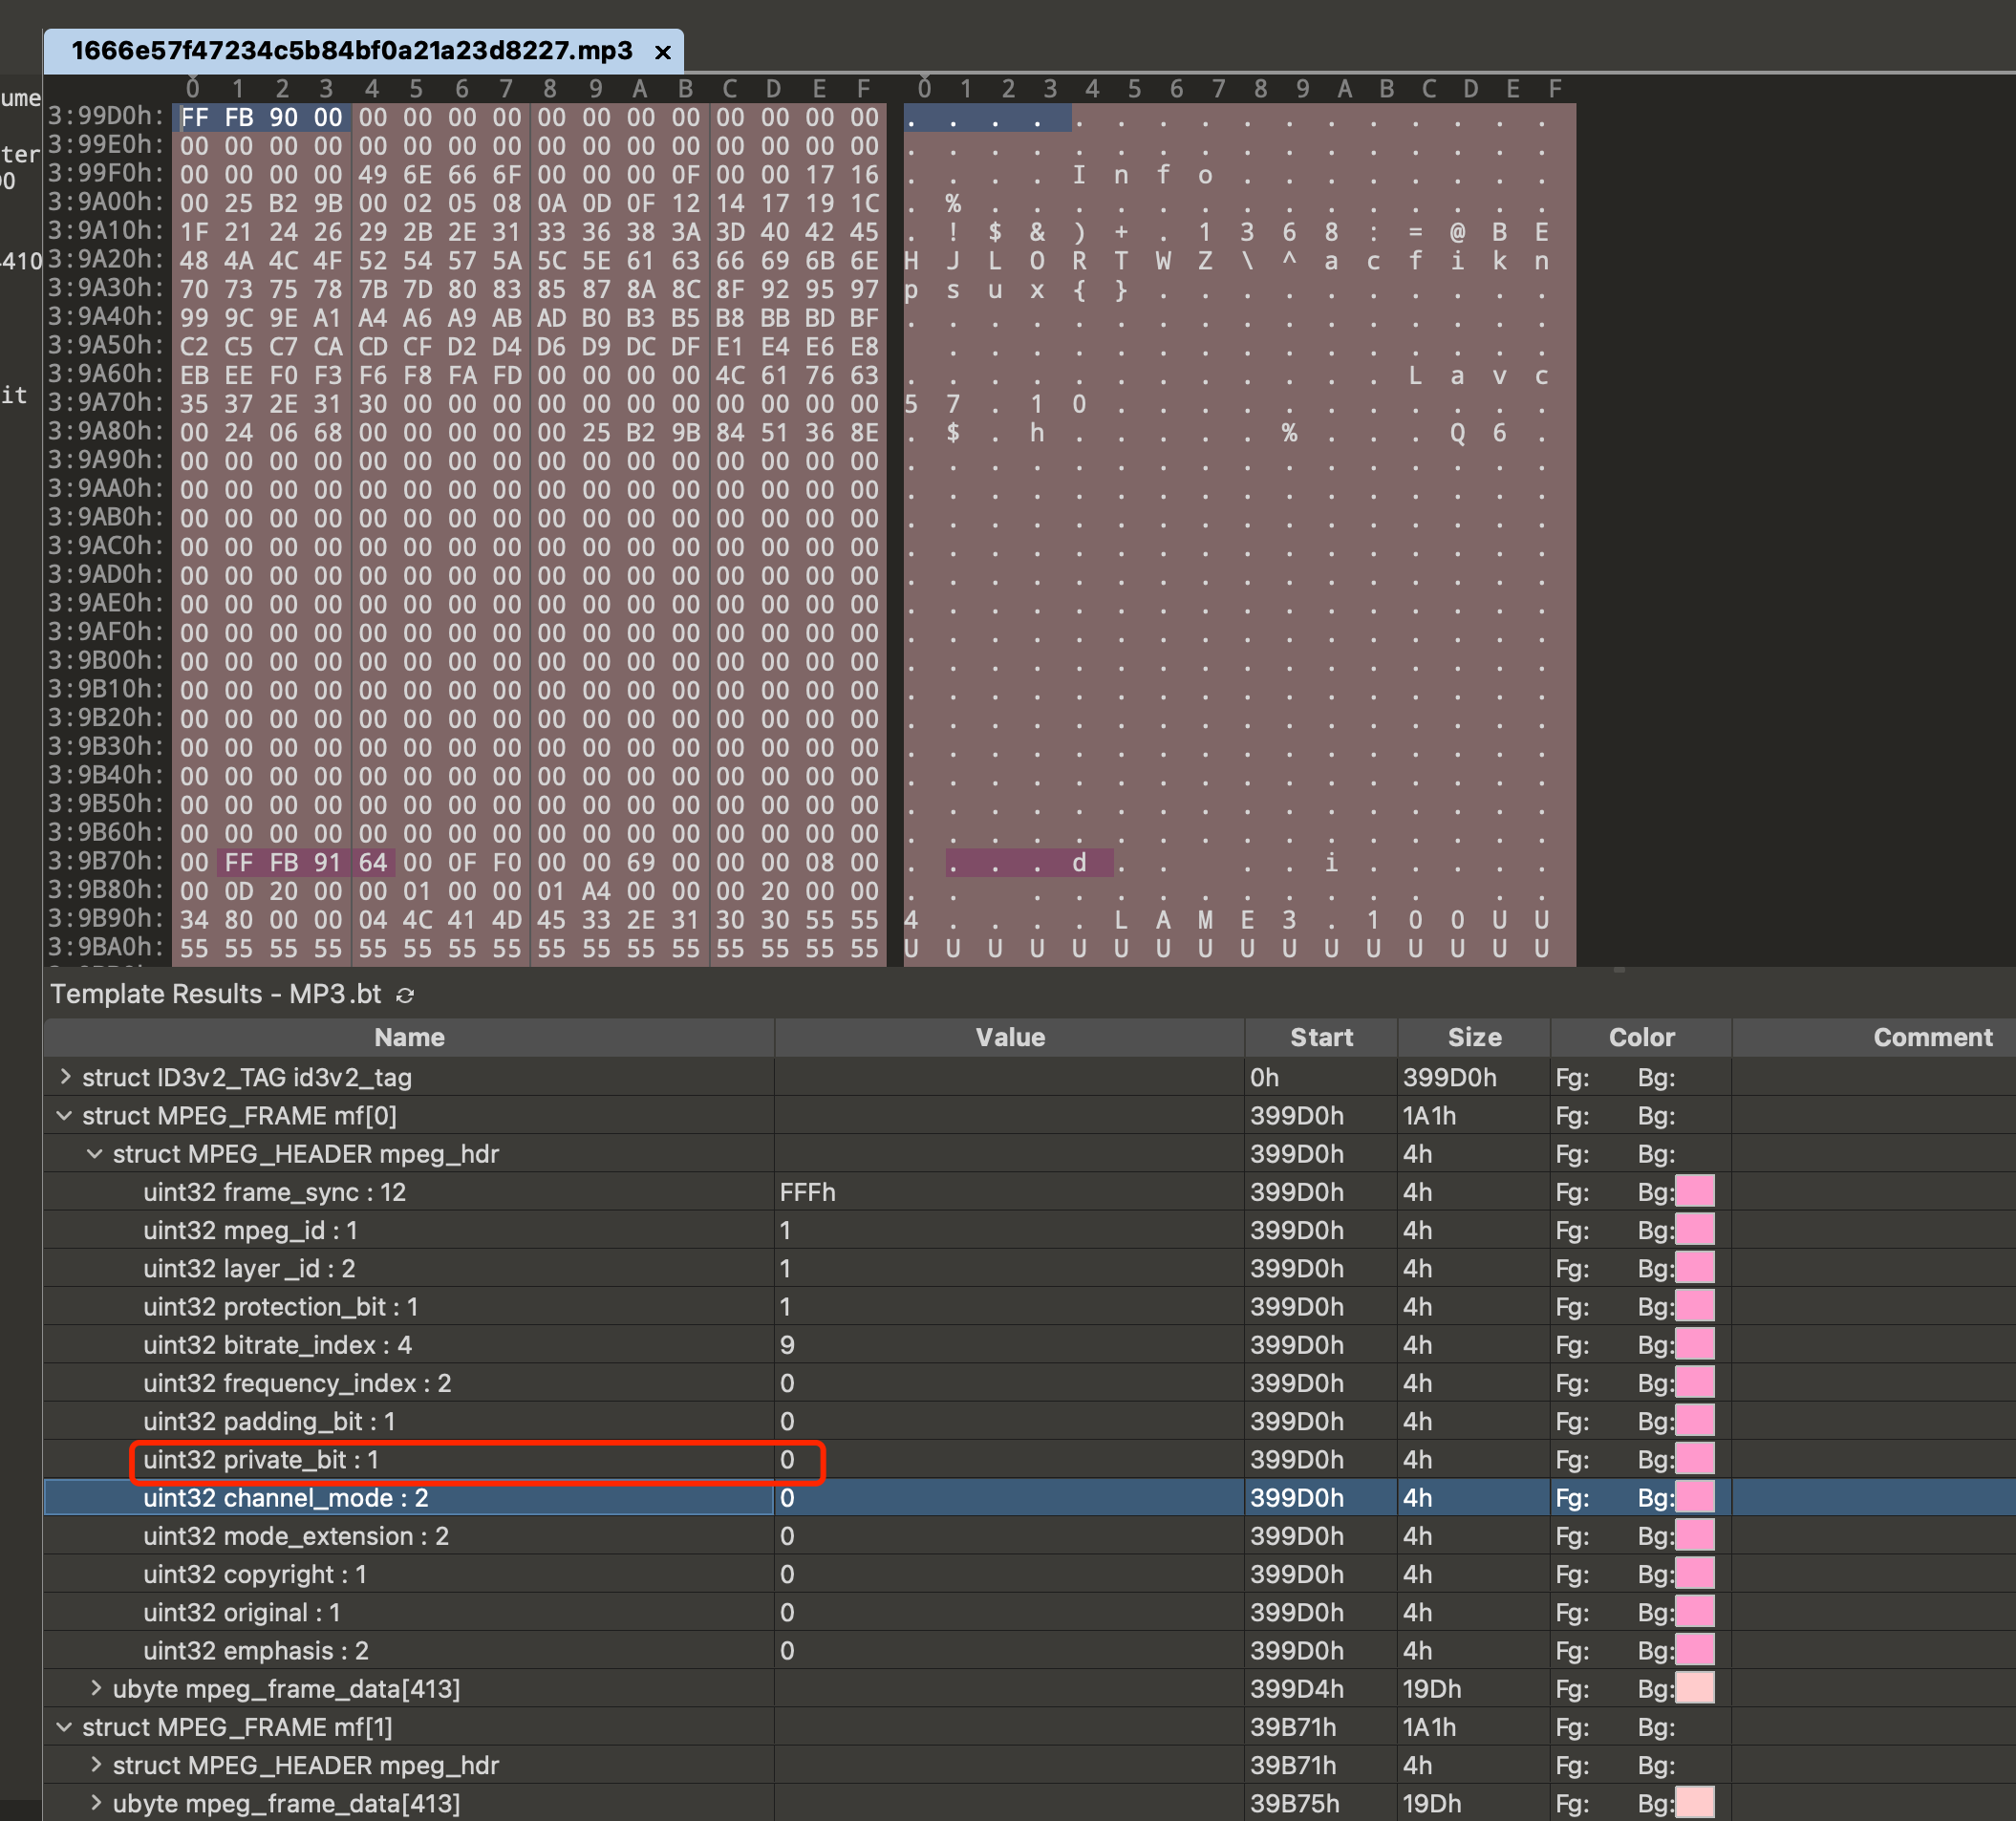 1666e57f47234c5b84bf0a21a23d8227.mp3 ×
ume
ter
00
4410
it
0 1 2 3 4 5 6 7 8 9 A B C D E F 0 1 2 3 4 5 6 7 8 9 A B C D E F
3:99D0h: FF FB 90 00 00 00 00 00 00 00 00 00 00 00 00 00 . . . . . . . . . . . . . . . .
3:99E0h: 00 00 00 00 00 00 00 00 00 00 00 00 00 00 00 00 . . . . . . . . . . . . . . . .
3:99F0h: 00 00 00 00 49 6E 66 6F 00 00 00 0F 00 00 17 16 . . . . I n f o . . . . . . . .
3:9A00h: 00 25 B2 9B 00 02 05 08 0A 0D 0F 12 14 17 19 1C . % . . . . . . . . . . . . . .
3:9A10h: 1F 21 24 26 29 2B 2E 31 33 36 38 3A 3D 40 42 45 . ! $ & ) + . 1 3 6 8 : = @ B E
3:9A20h: 48 4A 4C 4F 52 54 57 5A 5C 5E 61 63 66 69 6B 6E H J L O R T W Z \ ^ a c f i k n
3:9A30h: 70 73 75 78 7B 7D 80 83 85 87 8A 8C 8F 92 95 97 p s u x { } . . . . . . . . . .
3:9A40h: 99 9C 9E A1 A4 A6 A9 AB AD B0 B3 B5 B8 BB BD BF . . . . . . . . . . . . . . . .
3:9A50h: C2 C5 C7 CA CD CF D2 D4 D6 D9 DC DF E1 E4 E6 E8 . . . . . . . . . . . . . . .
3:9A60h: EB EE F0 F3 F6 F8 FA FD 00 00 00 00 4C 61 76 63 . . . . . . . . . . . . L a v c
3:9A70h: 35 37 2E 31 30 00 00 00 00 00 00 00 00 00 00 00 5 7 . 1 0 . . . . . . . . . . .
3:9A80h: 00 24 06 68 00 00 00 00 00 25 B2 9B 84 51 36 8E . $ . h . . . . . % . . . Q 6 .
3:9A90h: 00 00 00 00 00 00 00 00 00 00 00 00 00 00 00 00 . . . . . . . . . . . . . . . .
3:9AA0h: 00 00 00 00 00 00 00 00 00 00 00 00 00 00 00 00 . . . . . . . . . . . . . . . .
3:9AB0h: 00 00 00 00 00 00 00 00 00 00 00 00 00 00 00 00 . . . . . . . . . . . . . . . .
3:9AC0h: 00 00 00 00 00 00 00 00 00 00 00 00 00 00 00 00 . . . . . . . . . . . . . . . .
3:9AD0h: 00 00 00 00 00 00 00 00 00 00 00 00 00 00 00 00 . . . . . . . . . . . . . . . .
3:9AE0h: 00 00 00 00 00 00 00 00 00 00 00 00 00 00 00 00 . . . . . . . . . . . . . . . .
3:9AF0h: 00 00 00 00 00 00 00 00 00 00 00 00 00 00 00 00 . . . . . . . . . . . . . . . .
3:9B00h: 00 00 00 00 00 00 00 00 00 00 00 00 00 00 00 00 . . . . . . . . . . . . . . . .
3:9B10h: 00 00 00 00 00 00 00 00 00 00 00 00 00 00 00 00 . . . . . . . . . . . . . . . .
3:9B20h: 00 00 00 00 00 00 00 00 00 00 00 00 00 00 00 00 . . . . . . . . . . . . . . . .
3:9B30h: 00 00 00 00 00 00 00 00 00 00 00 00 00 00 00 00 . . . . . . . . . . . . . . . .
3:9B40h: 00 00 00 00 00 00 00 00 00 00 00 00 00 00 00 00 . . . . . . . . . . . . . . . .
3:9B50h: 00 00 00 00 00 00 00 00 00 00 00 00 00 00 00 00 . . . . . . . . . . . . . . . .
3:9B60h: 00 00 00 00 00 00 00 00 00 00 00 00 00 00 00 00 . . . . . . . . . . . . . . . .
3:9B70h: 00 FF FB 91 64 00 0F F0 00 00 69 00 00 00 08 00 . . . . d . . . . . i . . . . .
3:9B80h: 00 0D 20 00 00 01 00 00 01 A4 00 00 00 20 00 00 . . . . . . . . . . . . . .
3:9B90h: 34 80 00 00 04 4C 41 4D 45 33 2E 31 30 30 55 55 4 . . . . L A M E 3 . 1 0 0 U U
3:9BA0h: 55 55 55 55 55 55 55 55 55 55 55 55 55 55 55 55 U U U U U U U U U U U U U U U U
Template Results - MP3.bt
Name Value Start Size Color Comment
struct ID3v2_TAG id3v2_tag 0h 399D0h Fg: Bg:
struct MPEG_FRAME mf[0] 399D0h 1A1h Fg: Bg:
struct MPEG_HEADER mpeg_hdr 399D0h 4h Fg: Bg:
uint32 frame_sync : 12 FFFh 399D0h 4h Fg: Bg:
uint32 mpeg_id : 1 1 399D0h 4h Fg: Bg:
uint32 layer_id : 2 1 399D0h 4h Fg: Bg:
uint32 protection_bit : 1 1 399D0h 4h Fg: Bg:
uint32 bitrate_index : 4 9 399D0h 4h Fg: Bg:
uint32 frequency_index : 2 0 399D0h 4h Fg: Bg:
uint32 padding_bit : 1 0 399D0h 4h Fg: Bg:
uint32 private_bit : 1 0 399D0h 4h Fg: Bg:
uint32 channel_mode : 2 0 399D0h 4h Fg: Bg:
uint32 mode_extension : 2 0 399D0h 4h Fg: Bg:
uint32 copyright : 1 0 399D0h 4h Fg: Bg:
uint32 original : 1 0 399D0h 4h Fg: Bg:
uint32 emphasis : 2 0 399D0h 4h Fg: Bg:
ubyte mpeg_frame_data[413] 399D4h 19Dh Fg: Bg:
struct MPEG_FRAME mf[1] 39B71h 1A1h Fg: Bg:
struct MPEG_HEADER mpeg_hdr 39B71h 4h Fg: Bg:
ubyte mpeg_frame_data[413] 39B75h 19Dh Fg: Bg: